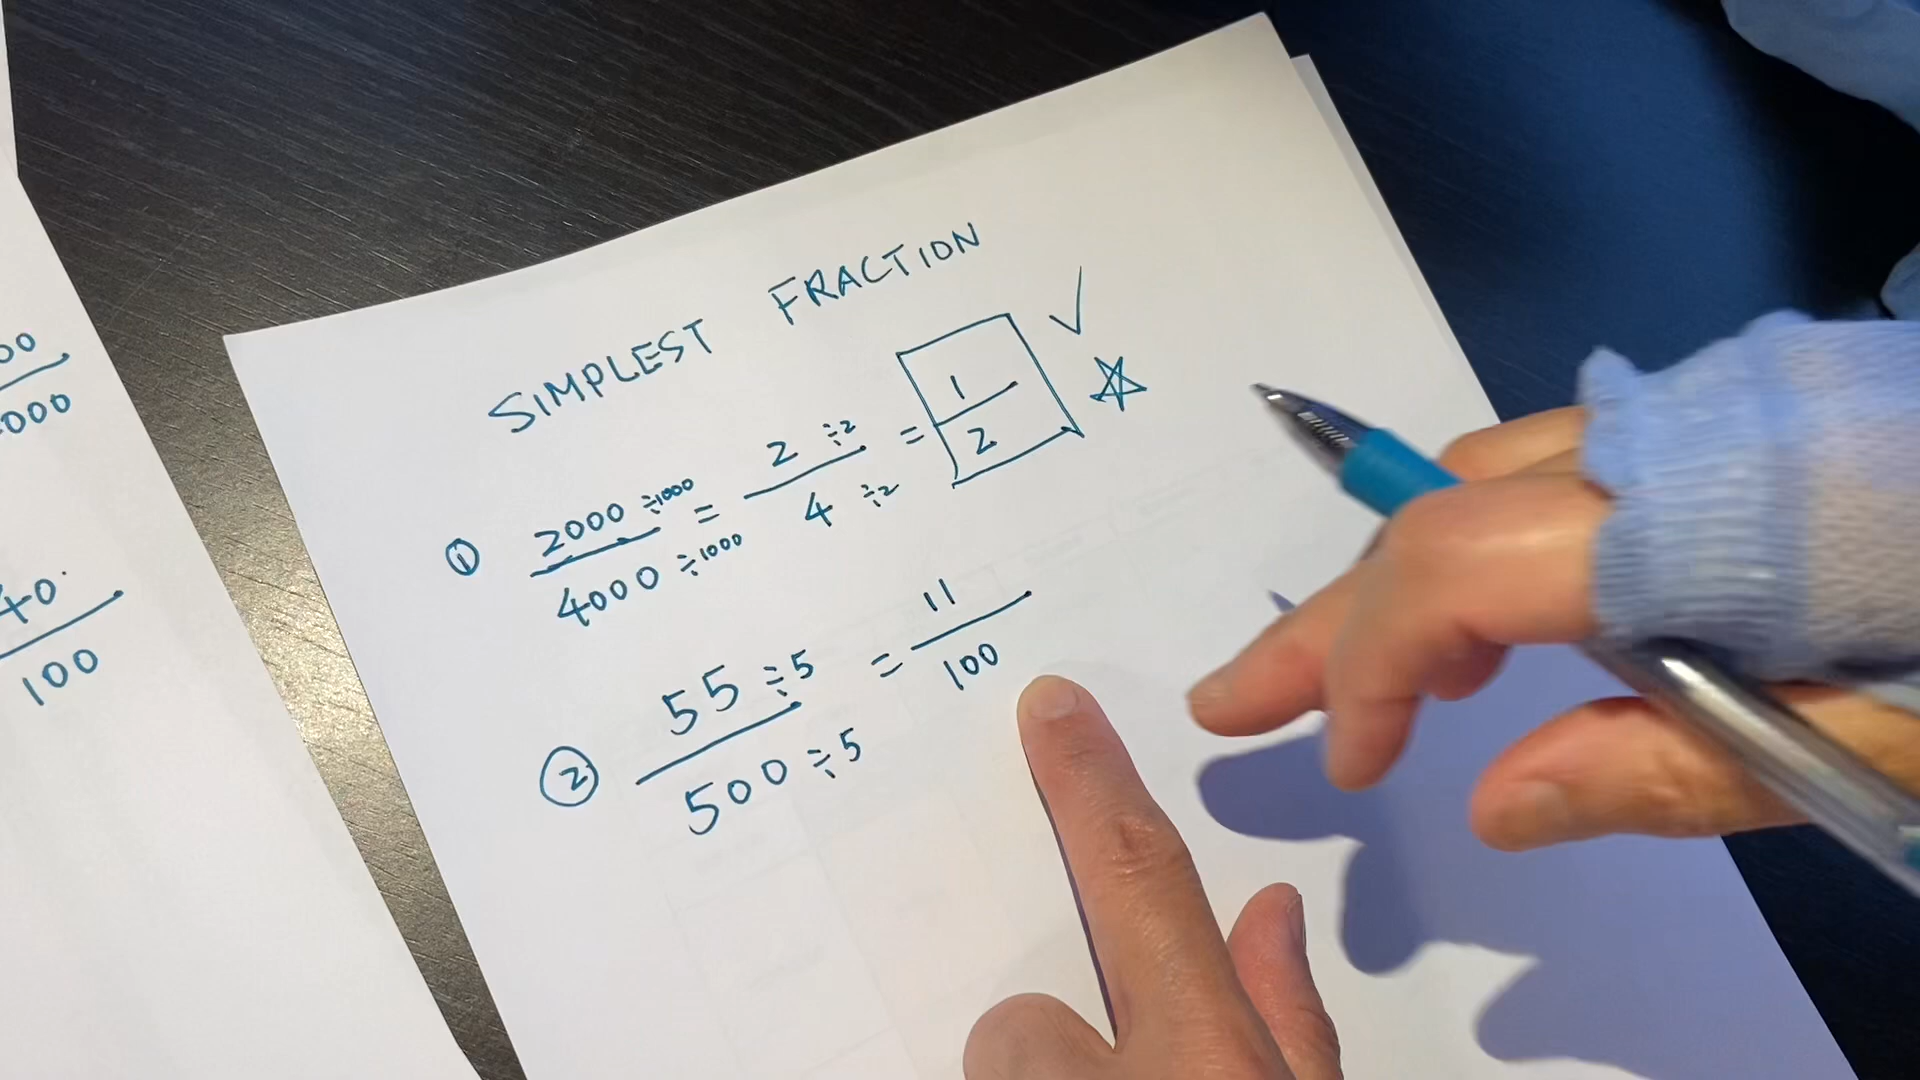 SIMPLEST FRACTION
① 2000 ÷1000 / 4000 ÷1000 = 2 ÷2 / 4 ÷2 = 1 / 2 ✓ ☆
② 55 ÷5 / 500 ÷5 = 11 / 100
00
000
40
100